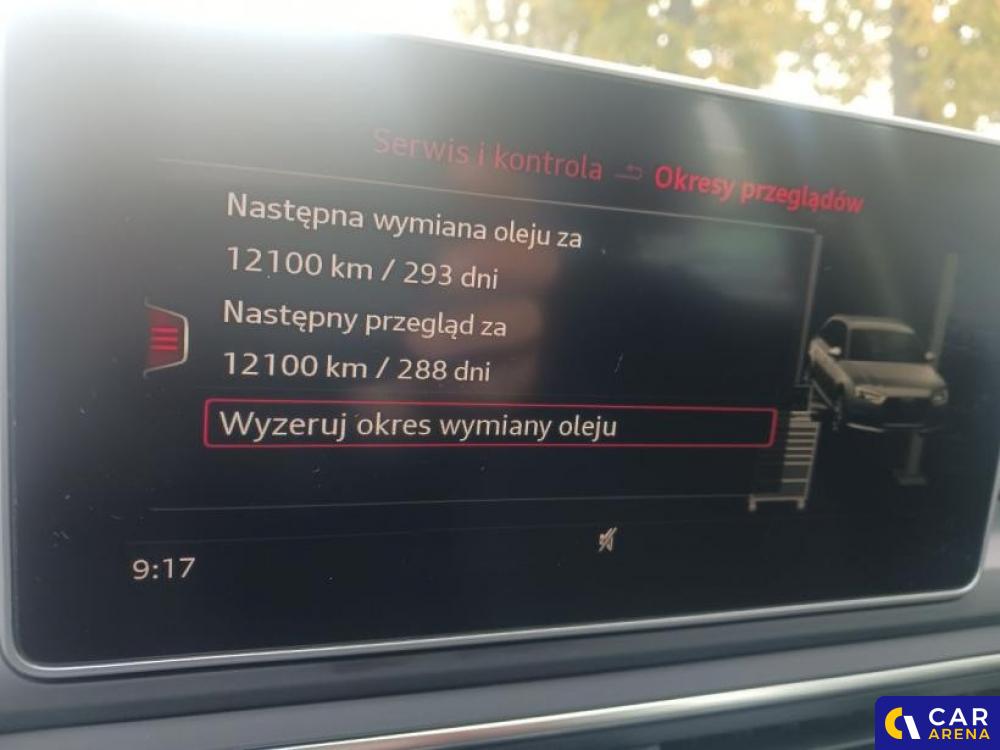 Serwis i kontrola Okresy przeglądów
Następna wymiana oleju za
12100 km / 293 dni
Następny przegląd za
12100 km / 288 dni
Wyzeruj okres wymiany oleju
9:17
CAR
ARENA